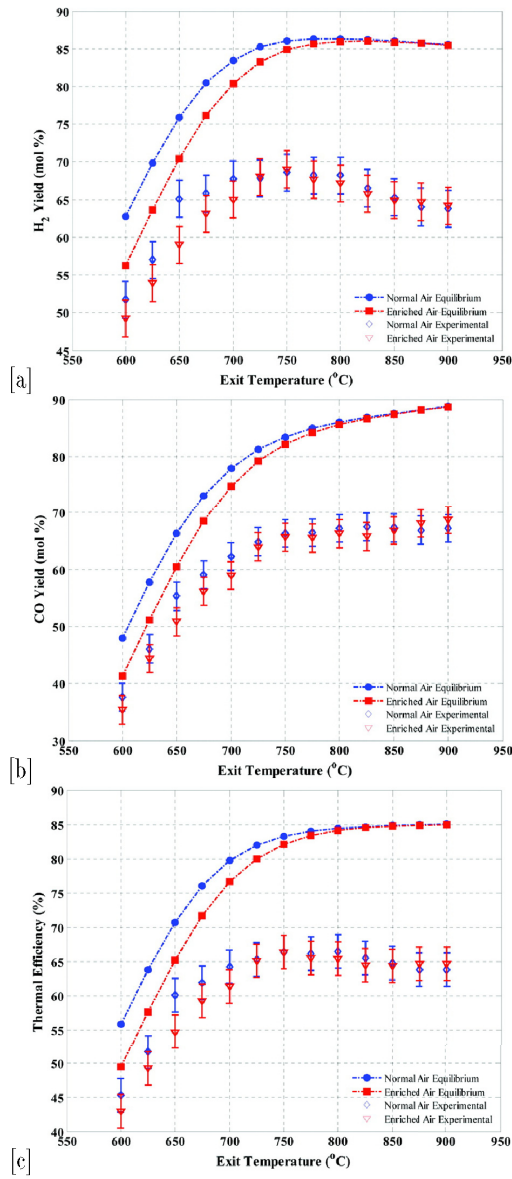 90
85
80
75
70
65
60
55
50
45
550 600 650 700 750 800 850 900 950
H2 Yield (mol %)
Exit Temperature (°C)
Normal Air Equilibrium
Enriched Air Equilibrium
Normal Air Experimental
Enriched Air Experimental
[a]
90
80
70
60
50
40
30
550 600 650 700 750 800 850 900 950
CO Yield (mol %)
Exit Temperature (°C)
Normal Air Equilibrium
Enriched Air Equilibrium
Normal Air Experimental
Enriched Air Experimental
[b]
90
85
80
75
70
65
60
55
50
45
40
550 600 650 700 750 800 850 900 950
Thermal Efficiency (%)
Exit Temperature (°C)
Normal Air Equilibrium
Enriched Air Equilibrium
Normal Air Experimental
Enriched Air Experimental
[c]